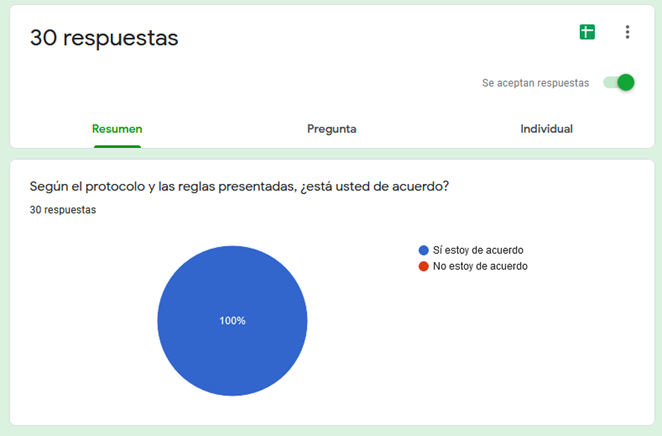 30 respuestas
Se aceptan respuestas
Resumen
Pregunta
Individual
Según el protocolo y las reglas presentadas, ¿está usted de acuerdo?
30 respuestas
Sí estoy de acuerdo
No estoy de acuerdo
100%